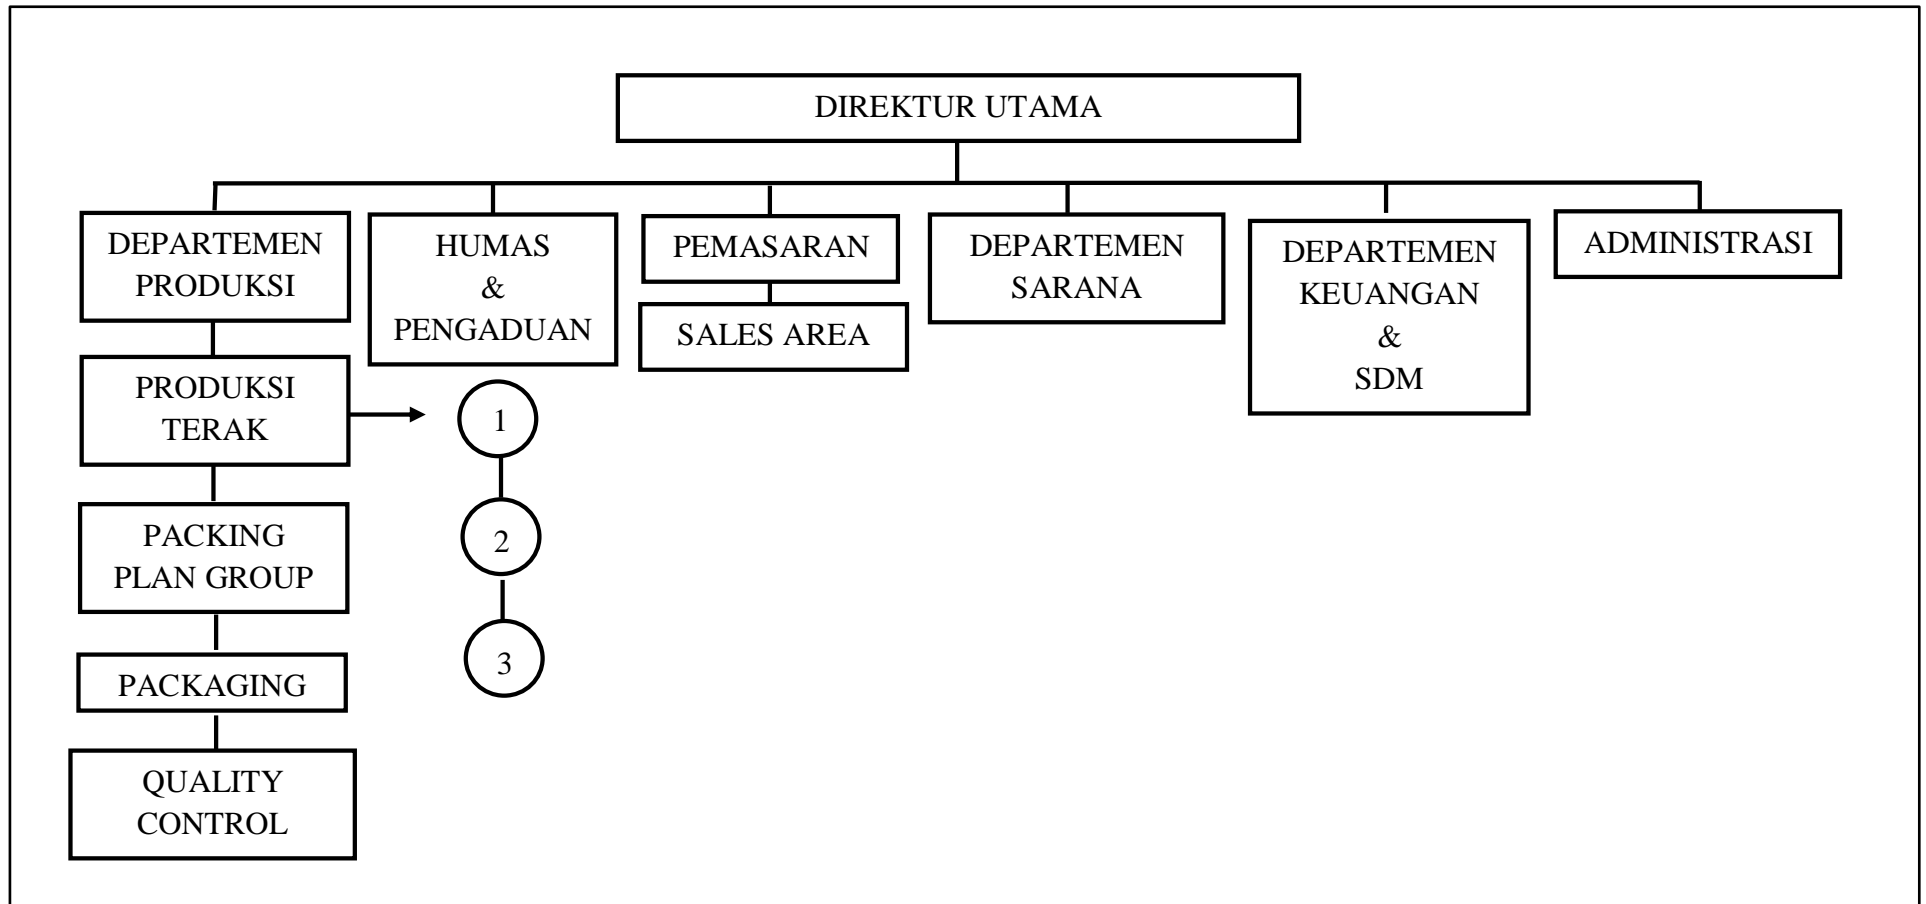 DIREKTUR UTAMA
DEPARTEMEN
PRODUKSI
HUMAS
&
PENGADUAN
PEMASARAN
SALES AREA
DEPARTEMEN
SARANA
DEPARTEMEN
KEUANGAN
&
SDM
ADMINISTRASI
PRODUKSI
TERAK
1
2
3
PACKING
PLAN GROUP
PACKAGING
QUALITY
CONTROL